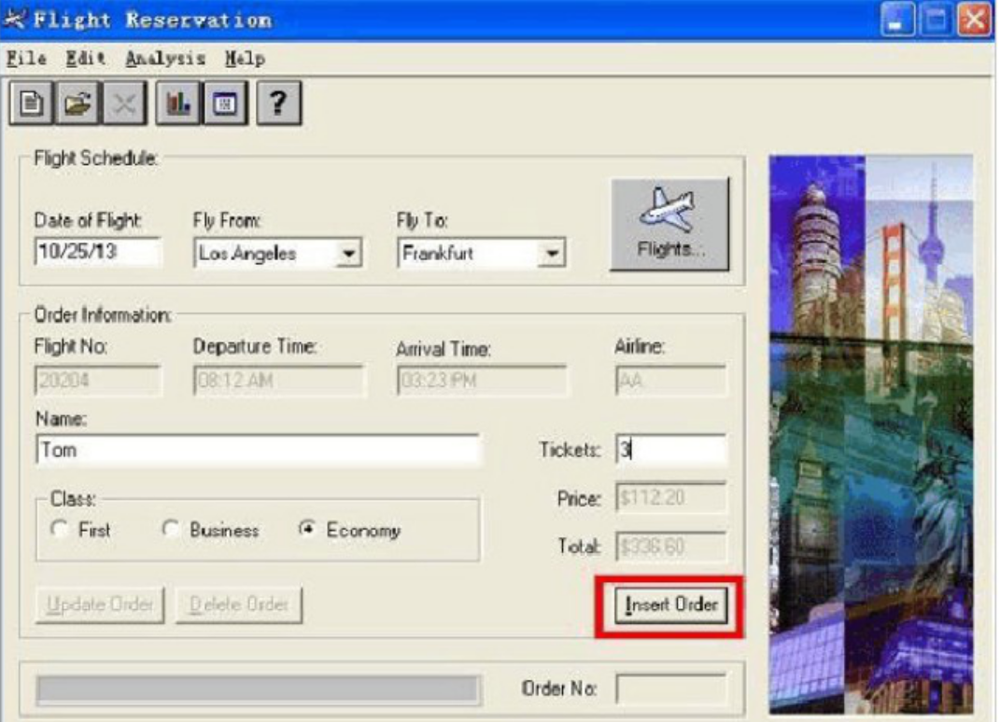 Flight Reservation
File Edit Analysis Help
?
Flight Schedule:
Date of Flight: Fly From: Fly To:
10/25/13 Los Angeles Frankfurt Flights...
Order Information:
Flight No: Departure Time: Arrival Time: Airline:
20204 08:12 AM 03:23 PM AA
Name:
Tom Tickets: 3
Class: Price: $112.20
First Business Economy
Total: $336.60
Update Order Delete Order Insert Order
Order No: